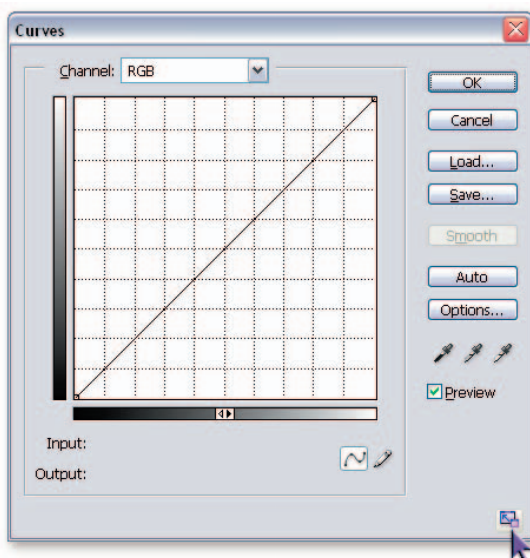 Curves
Channel: RGB
OK
Cancel
Load...
Save...
Smooth
Auto
Options...
Preview
Input:
Output: